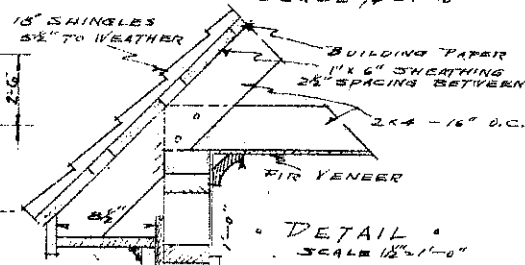 18" SHINGLES
5½" TO WEATHER
BUILDING PAPER
1" x 6" SHEATHING
2½" SPACING BETWEEN
2x4 - 16" O.C.
2'-6"
FIR VENEER
8½"
1'-0"
DETAIL
SCALE 1½"=1'-0"